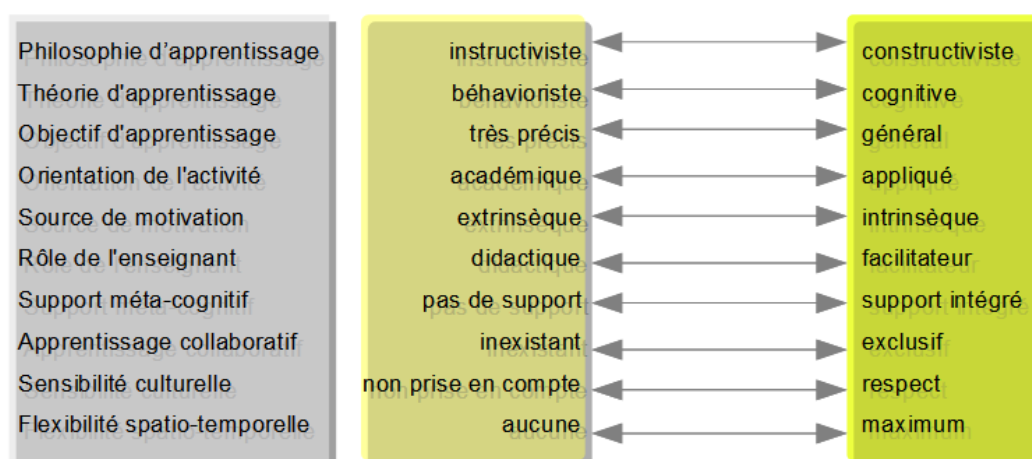 Philosophie d'apprentissage instructiviste constructiviste
Théorie d'apprentissage béhavioriste cognitive
Objectif d'apprentissage très précis général
Orientation de l'activité académique appliqué
Source de motivation extrinsèque intrinsèque
Rôle de l'enseignant didactique facilitateur
Support méta-cognitif pas de support support intégré
Apprentissage collaboratif inexistant exclusif
Sensibilité culturelle non prise en compte respect
Flexibilité spatio-temporelle aucune maximum